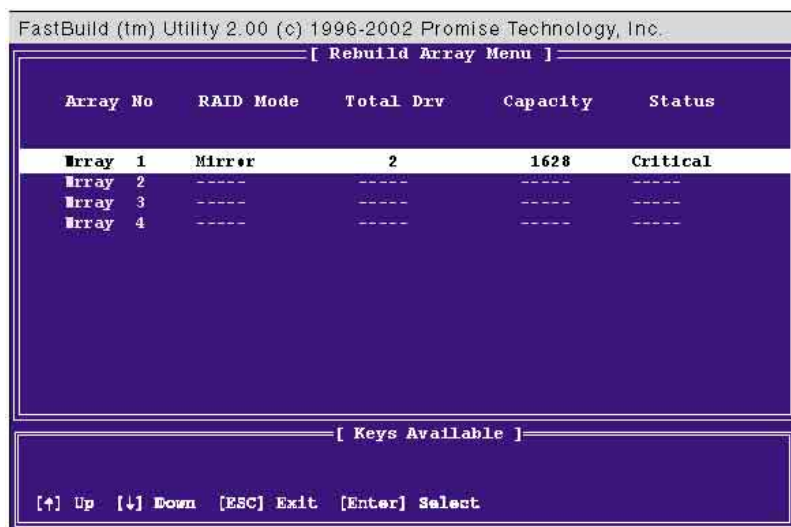 FastBuild (tm) Utility 2.00 (c) 1996-2002 Promise Technology, Inc.
[ Rebuild Array Menu ]
Array No RAID Mode Total Drv Capacity Status
Array 1 Mirror 2 1628 Critical
Array 2 ----- ----- ----- -----
Array 3 ----- ----- ----- -----
Array 4 ----- ----- ----- -----
[ Keys Available ]
[↑] Up [↓] Down [ESC] Exit [Enter] Select